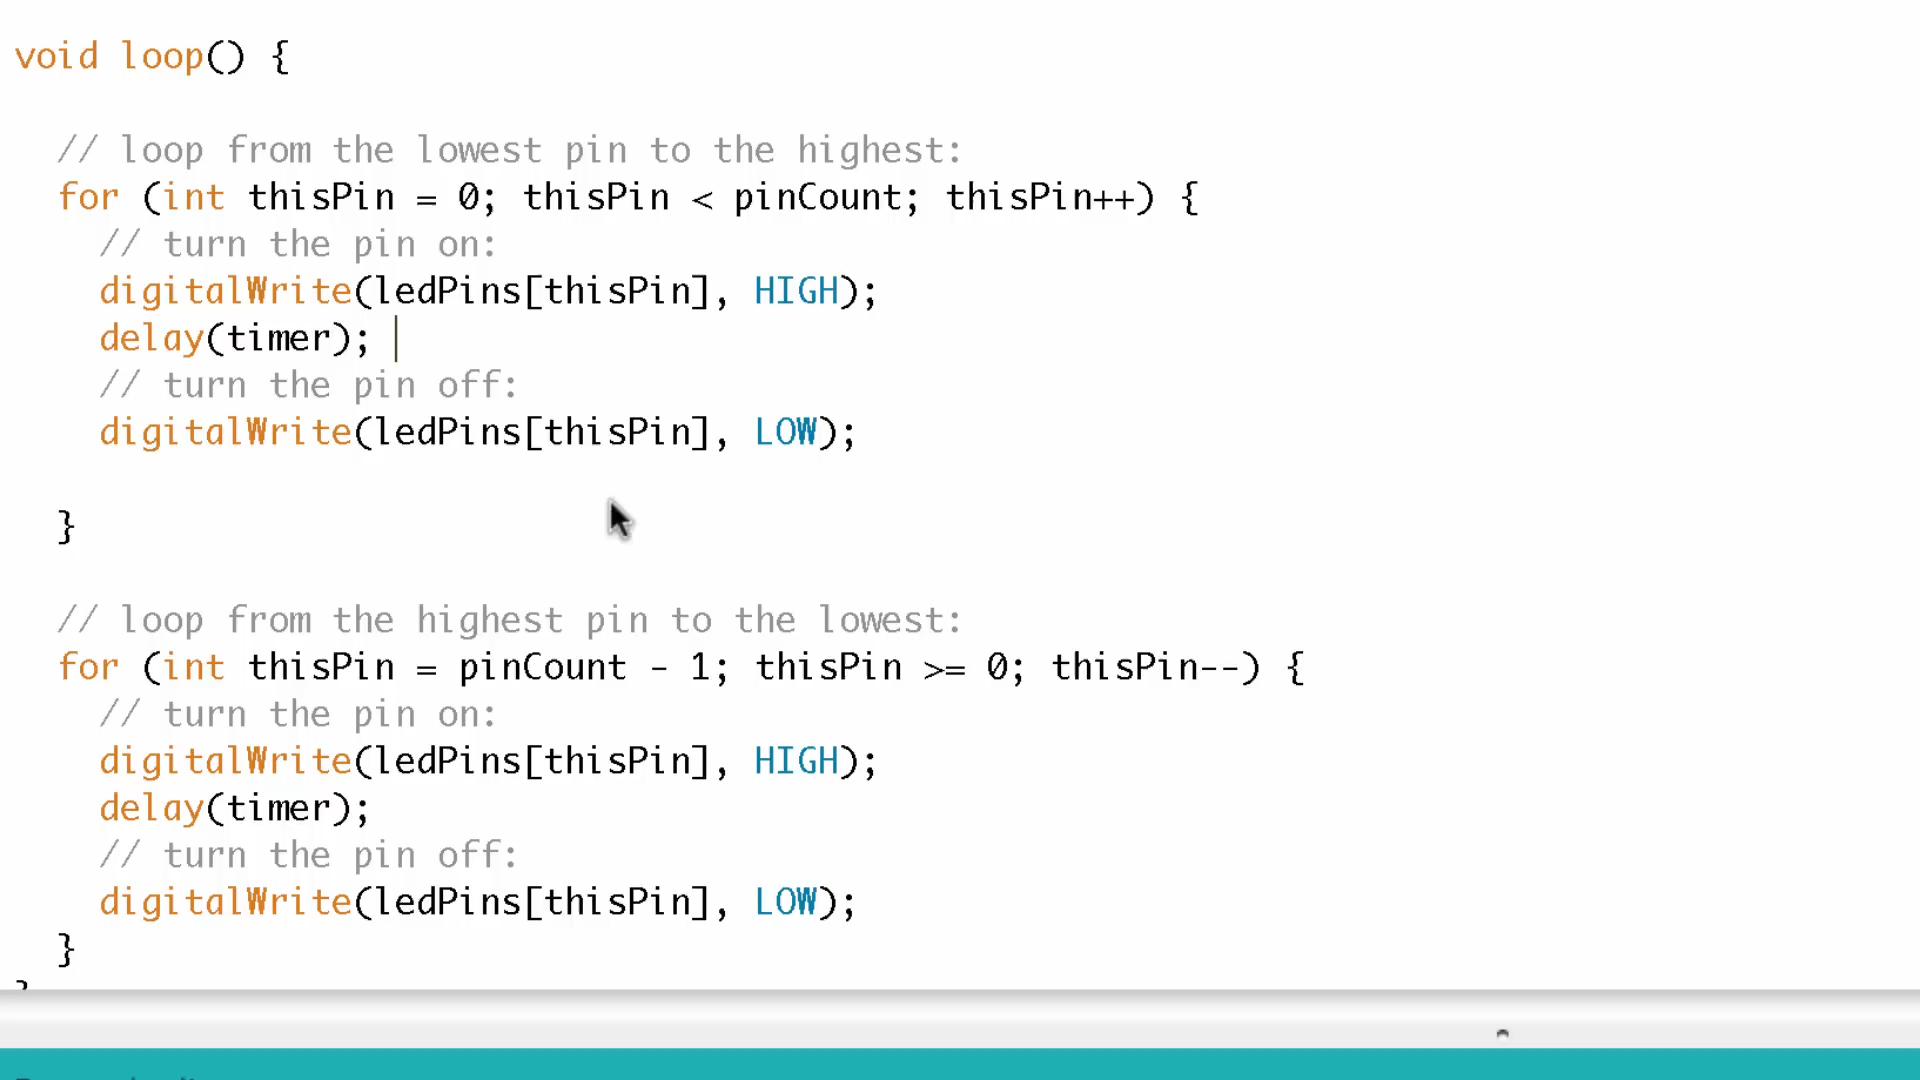 void loop() {
// loop from the lowest pin to the highest:
for (int thisPin = 0; thisPin < pinCount; thisPin++) {
// turn the pin on:
digitalWrite(ledPins[thisPin], HIGH);
delay(timer);
// turn the pin off:
digitalWrite(ledPins[thisPin], LOW);
}
// loop from the highest pin to the lowest:
for (int thisPin = pinCount - 1; thisPin >= 0; thisPin--) {
// turn the pin on:
digitalWrite(ledPins[thisPin], HIGH);
delay(timer);
// turn the pin off:
digitalWrite(ledPins[thisPin], LOW);
}